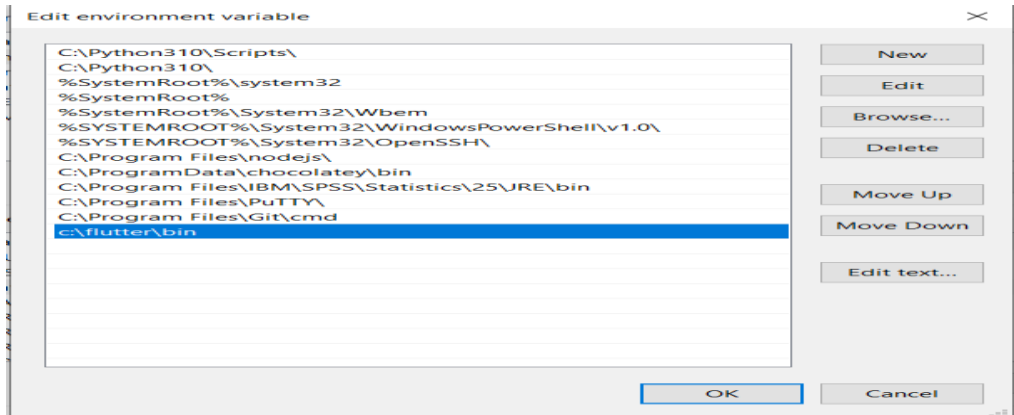 Edit environment variable
C:\Python310\Scripts\
C:\Python310\
%SystemRoot%\system32
%SystemRoot%
%SystemRoot%\System32\Wbem
%SYSTEMROOT%\System32\WindowsPowerShell\v1.0\
%SYSTEMROOT%\System32\OpenSSH\
C:\Program Files\nodejs\
C:\ProgramData\chocolatey\bin
C:\Program Files\IBM\SPSS\Statistics\25\JRE\bin
C:\Program Files\PuTTY\
C:\Program Files\Git\cmd
c:\flutter\bin
New
Edit
Browse...
Delete
Move Up
Move Down
Edit text...
OK
Cancel